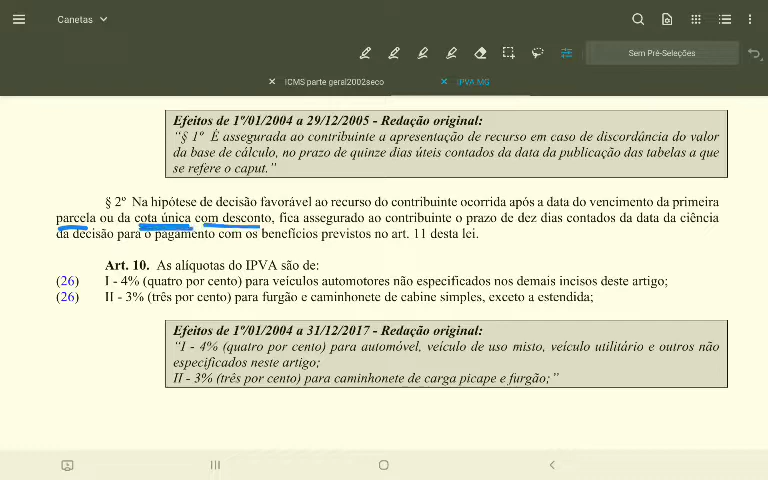 Canetas
Sem Pré-Seleções
ICMS parte geral2002seco
IPVA MG
Efeitos de 1º/01/2004 a 29/12/2005 - Redação original:
“§ 1º É assegurada ao contribuinte a apresentação de recurso em caso de discordância do valor
da base de cálculo, no prazo de quinze dias úteis contados da data da publicação das tabelas a que
se refere o caput.”
§ 2º Na hipótese de decisão favorável ao recurso do contribuinte ocorrida após a data do vencimento da primeira
parcela ou da cota única com desconto, fica assegurado ao contribuinte o prazo de dez dias contados da data da ciência
da decisão para o pagamento com os benefícios previstos no art. 11 desta lei.
Art. 10. As alíquotas do IPVA são de:
(26) I - 4% (quatro por cento) para veículos automotores não especificados nos demais incisos deste artigo;
(26) II - 3% (três por cento) para furgão e caminhonete de cabine simples, exceto a estendida;
Efeitos de 1º/01/2004 a 31/12/2017 - Redação original:
“I - 4% (quatro por cento) para automóvel, veículo de uso misto, veículo utilitário e outros não
especificados neste artigo;
II - 3% (três por cento) para caminhonete de carga picape e furgão;”